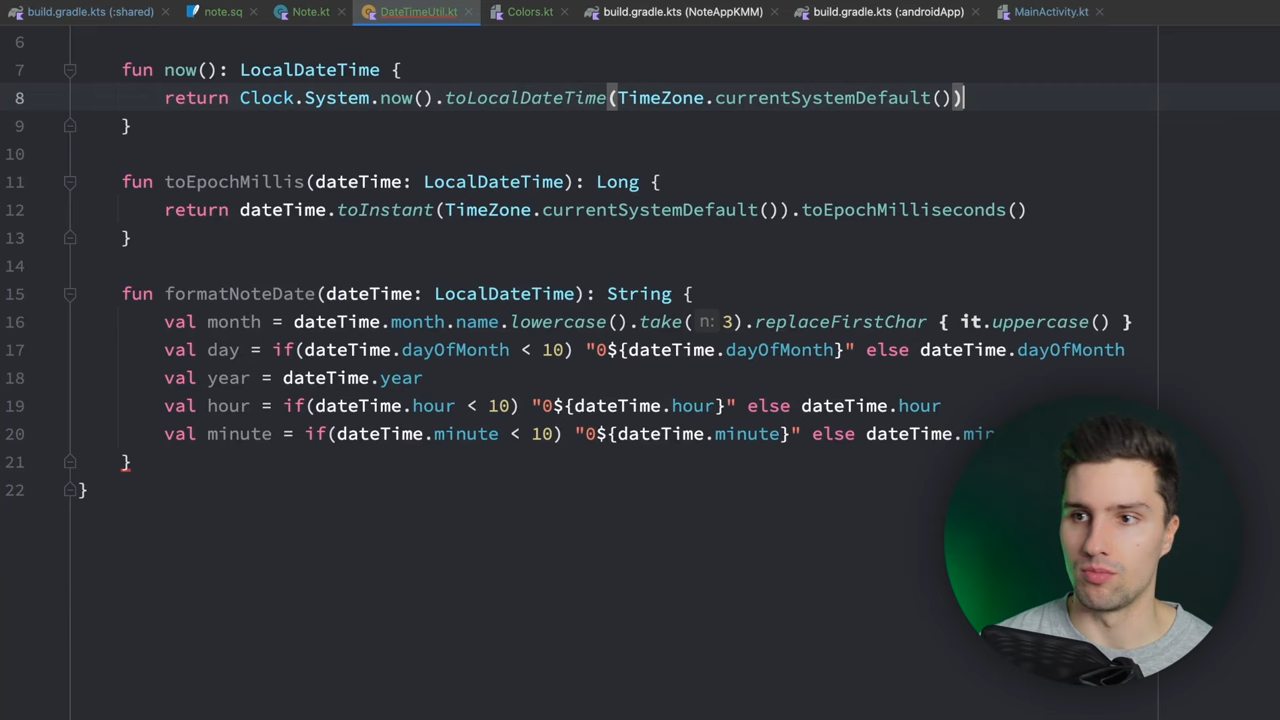 build.gradle.kts (:shared) note.sq Note.kt DateTimeUtil.kt Colors.kt build.gradle.kts (NoteAppKMM) build.gradle.kts (:androidApp) MainActivity.kt
6
7 fun now(): LocalDateTime {
8 return Clock.System.now().toLocalDateTime(TimeZone.currentSystemDefault())
9 }
10
11 fun toEpochMillis(dateTime: LocalDateTime): Long {
12 return dateTime.toInstant(TimeZone.currentSystemDefault()).toEpochMilliseconds()
13 }
14
15 fun formatNoteDate(dateTime: LocalDateTime): String {
16 val month = dateTime.month.name.lowercase().take( n: 3).replaceFirstChar { it.uppercase() }
17 val day = if(dateTime.dayOfMonth < 10) "0${dateTime.dayOfMonth}" else dateTime.dayOfMonth
18 val year = dateTime.year
19 val hour = if(dateTime.hour < 10) "0${dateTime.hour}" else dateTime.hour
20 val minute = if(dateTime.minute < 10) "0${dateTime.minute}" else dateTime.min
21 }
22 }